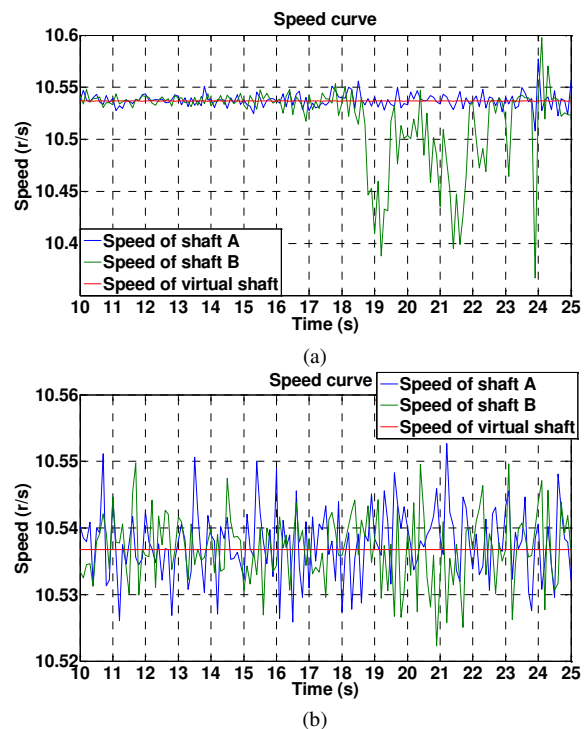 Speed curve
10.6
10.55
10.5
10.45
10.4
10.35
Speed (r/s)
Speed of shaft A
Speed of shaft B
Speed of virtual shaft
10 11 12 13 14 15 16 17 18 19 20 21 22 23 24 25
Time (s)
(a)
Speed curve
10.56
10.55
10.54
10.53
10.52
Speed (r/s)
Speed of shaft A
Speed of shaft B
Speed of virtual shaft
10 11 12 13 14 15 16 17 18 19 20 21 22 23 24 25
Time (s)
(b)